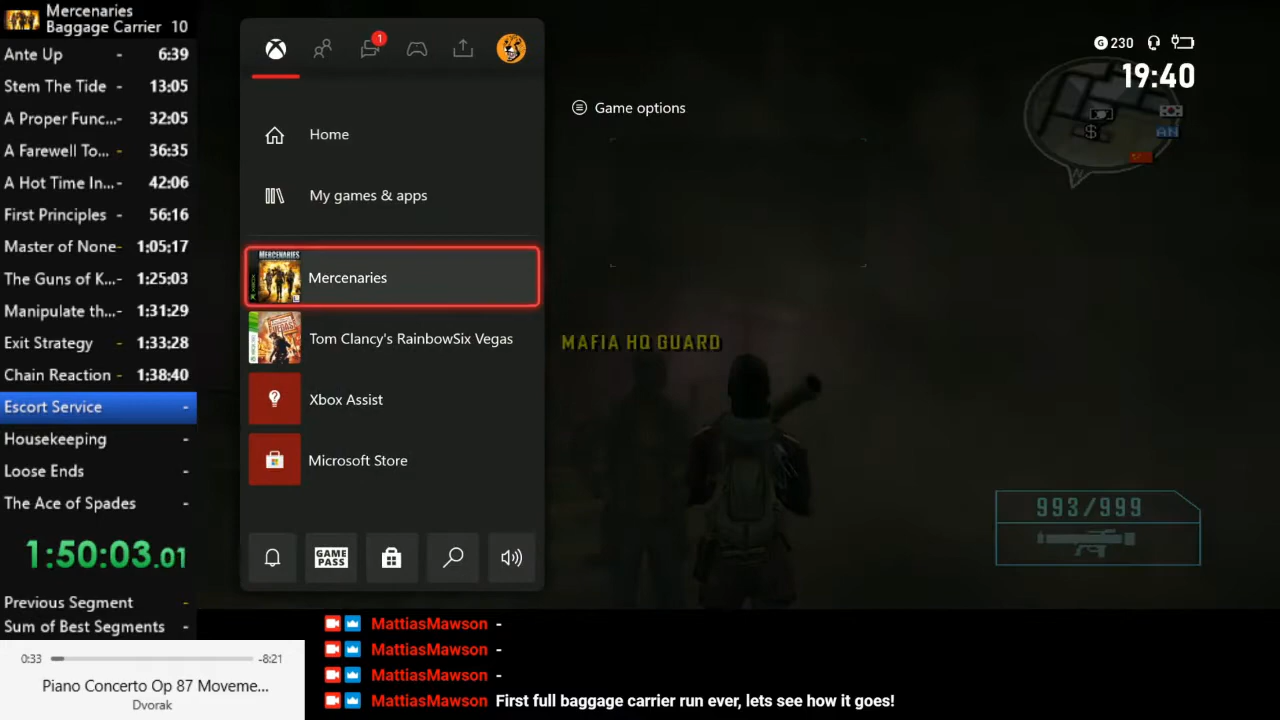 Mercenaries
Baggage Carrier 10
Ante Up - 6:39
Stem The Tide - 13:05
A Proper Func... - 32:05
A Farewell To... - 36:35
A Hot Time In... - 42:06
First Principles - 56:16
Master of None - 1:05:17
The Guns of K... - 1:25:03
Manipulate th... - 1:31:29
Exit Strategy - 1:33:28
Chain Reaction - 1:38:40
Escort Service -
Housekeeping -
Loose Ends -
The Ace of Spades -
1:50:03.01
Previous Segment -
Sum of Best Segments -
0:33 -8:21
Piano Concerto Op 87 Moveme...
Dvorak
1
Home
My games & apps
MERCENARIES
Mercenaries
Tom Clancy's RainbowSix Vegas
Xbox Assist
Microsoft Store
GAME PASS
Game options
G 230
19:40
$
AN
N
MAFIA HQ GUARD
993/999
MattiasMawson -
MattiasMawson -
MattiasMawson -
MattiasMawson First full baggage carrier run ever, lets see how it goes!